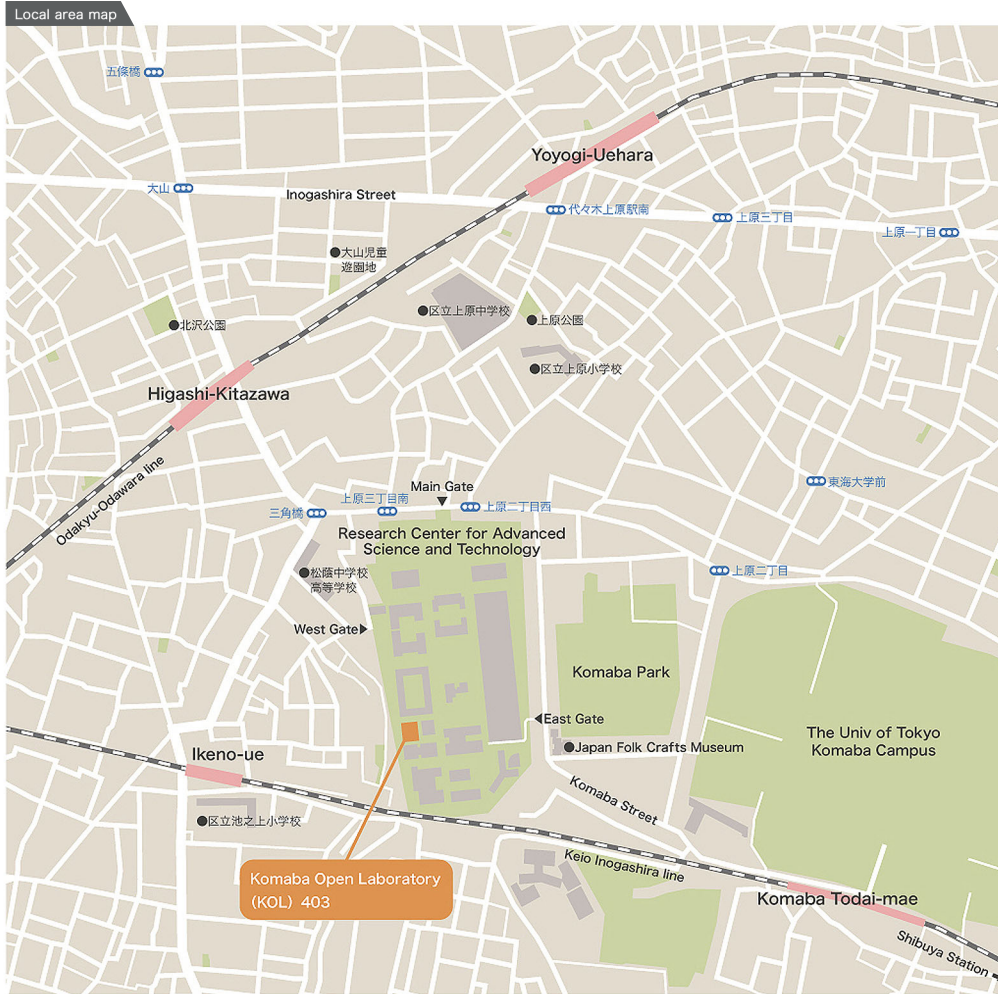 Local area map
五條橋
Yoyogi-Uehara
大山
Inogashira Street
代々木上原駅南
上原三丁目
上原一丁目
大山児童
遊園地
区立上原中学校
上原公園
北沢公園
区立上原小学校
Higashi-Kitazawa
Odakyu-Odawara line
東海大学前
Main Gate
上原三丁目南
上原二丁目西
三角橋
Research Center for Advanced
Science and Technology
上原二丁目
松蔭中学校
高等学校
West Gate
Komaba Park
East Gate
The Univ of Tokyo
Komaba Campus
Japan Folk Crafts Museum
Ikeno-ue
Komaba Street
区立池之上小学校
Keio Inogashira line
Komaba Open Laboratory
(KOL) 403
Komaba Todai-mae
Shibuya Station